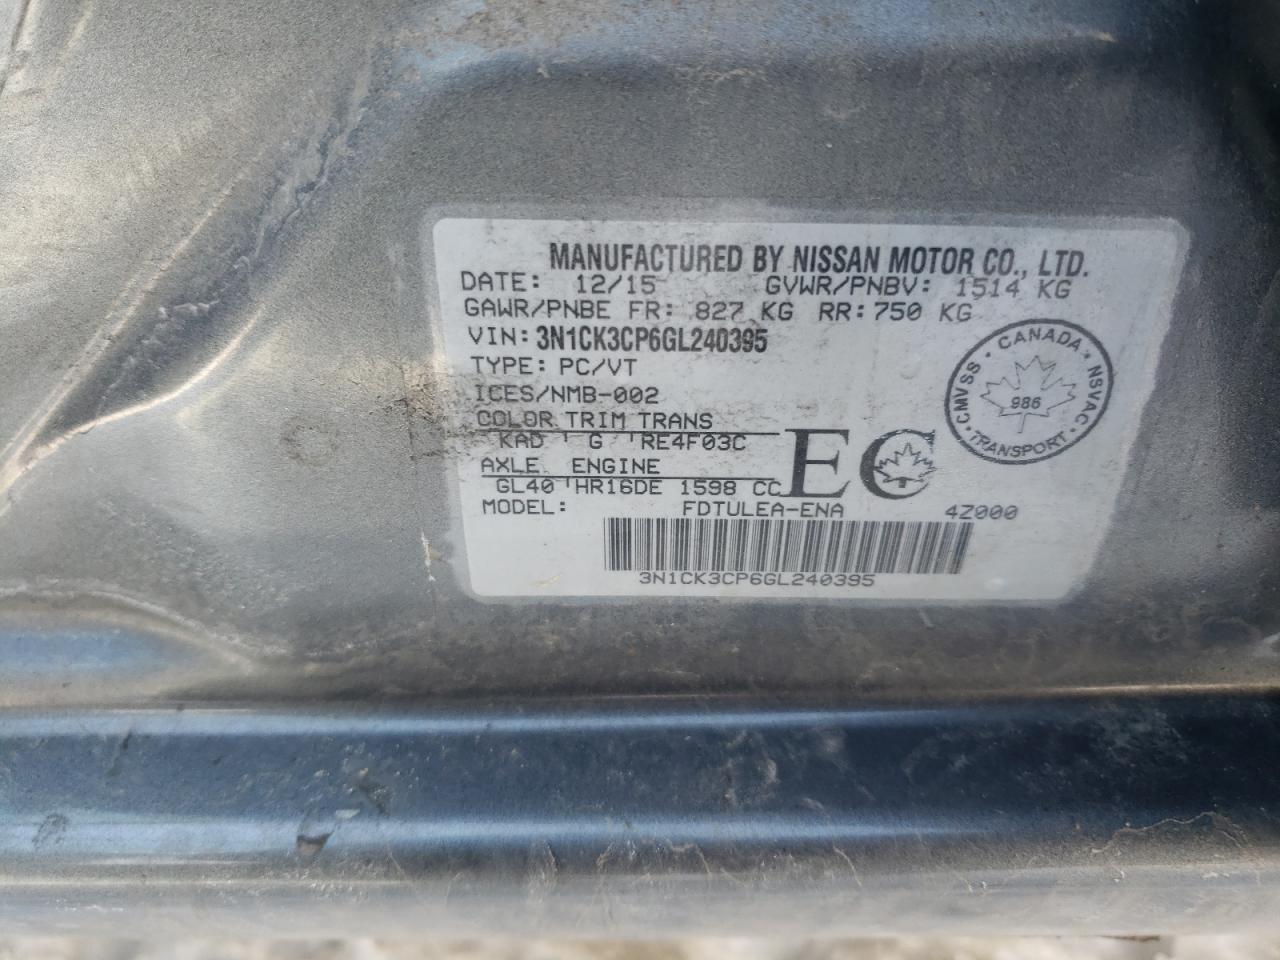 MANUFACTURED BY NISSAN MOTOR CO., LTD.
DATE: 12/15 GVWR/PNBV: 1514 KG
GAWR/PNBE FR: 827 KG RR: 750 KG
VIN: 3N1CK3CP6GL240395
TYPE: PC/VT
ICES/NMB-002
COLOR TRIM TRANS
KAD G RE4F03C
AXLE ENGINE
GL40 HR16DE 1598 CC
EC
MODEL: FDTULEA-ENA 4Z000
3N1CK3CP6GL240395
CANADA · NSVAC · TRANSPORT · CMVSS ·
986